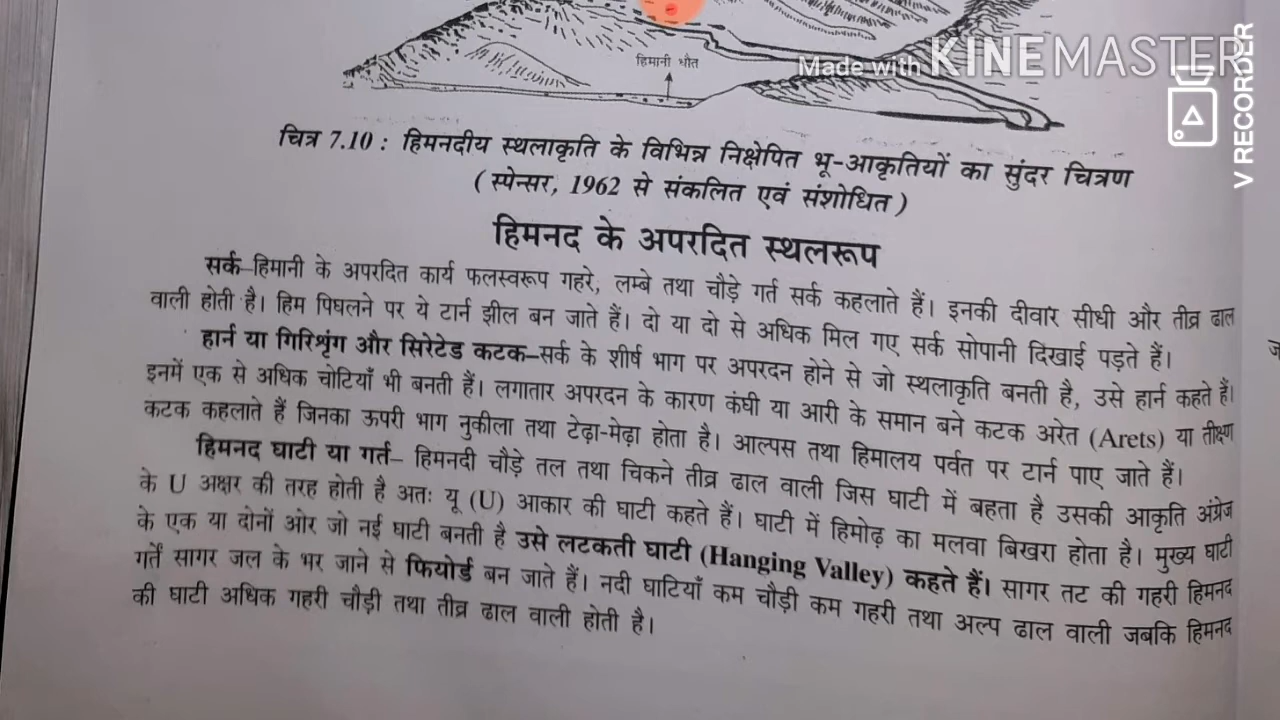 हिमानी धौत
Made with KINEMASTER
V RECORDER
चित्र 7.10 : हिमनदीय स्थलाकृति के विभिन्न निक्षेपित भू-आकृतियों का सुंदर चित्रण
( स्पेन्सर, 1962 से संकलित एवं संशोधित )
हिमनद के अपरदित स्थलरूप
सर्क–हिमानी के अपरदित कार्य फलस्वरूप गहरे, लम्बे तथा चौड़े गर्त सर्क कहलाते हैं। इनकी दीवार सीधी और तीव्र ढाल
वाली होती है। हिम पिघलने पर ये टार्न झील बन जाते हैं। दो या दो से अधिक मिल गए सर्क सोपानी दिखाई पड़ते हैं।
हार्न या गिरिशृंग और सिरेटेड कटक–सर्क के शीर्ष भाग पर अपरदन होने से जो स्थलाकृति बनती है, उसे हार्न कहते हैं।
इनमें एक से अधिक चोटियाँ भी बनती हैं। लगातार अपरदन के कारण कंघी या आरी के समान बने कटक अरेत (Arets) या तीक्ष्ण
कटक कहलाते हैं जिनका ऊपरी भाग नुकीला तथा टेढ़ा-मेढ़ा होता है। आल्पस तथा हिमालय पर्वत पर टार्न पाए जाते हैं।
हिमनद घाटी या गर्त– हिमनदी चौड़े तल तथा चिकने तीव्र ढाल वाली जिस घाटी में बहता है उसकी आकृति अंग्रेज
के U अक्षर की तरह होती है अतः यू (U) आकार की घाटी कहते हैं। घाटी में हिमोढ़ का मलवा बिखरा होता है। मुख्य घाटी
के एक या दोनों ओर जो नई घाटी बनती है उसे लटकती घाटी (Hanging Valley) कहते हैं। सागर तट की गहरी हिमनद
गर्तें सागर जल के भर जाने से फियोर्ड बन जाते हैं। नदी घाटियाँ कम चौड़ी कम गहरी तथा अल्प ढाल वाली जबकि हिमनद
की घाटी अधिक गहरी चौड़ी तथा तीव्र ढाल वाली होती है।